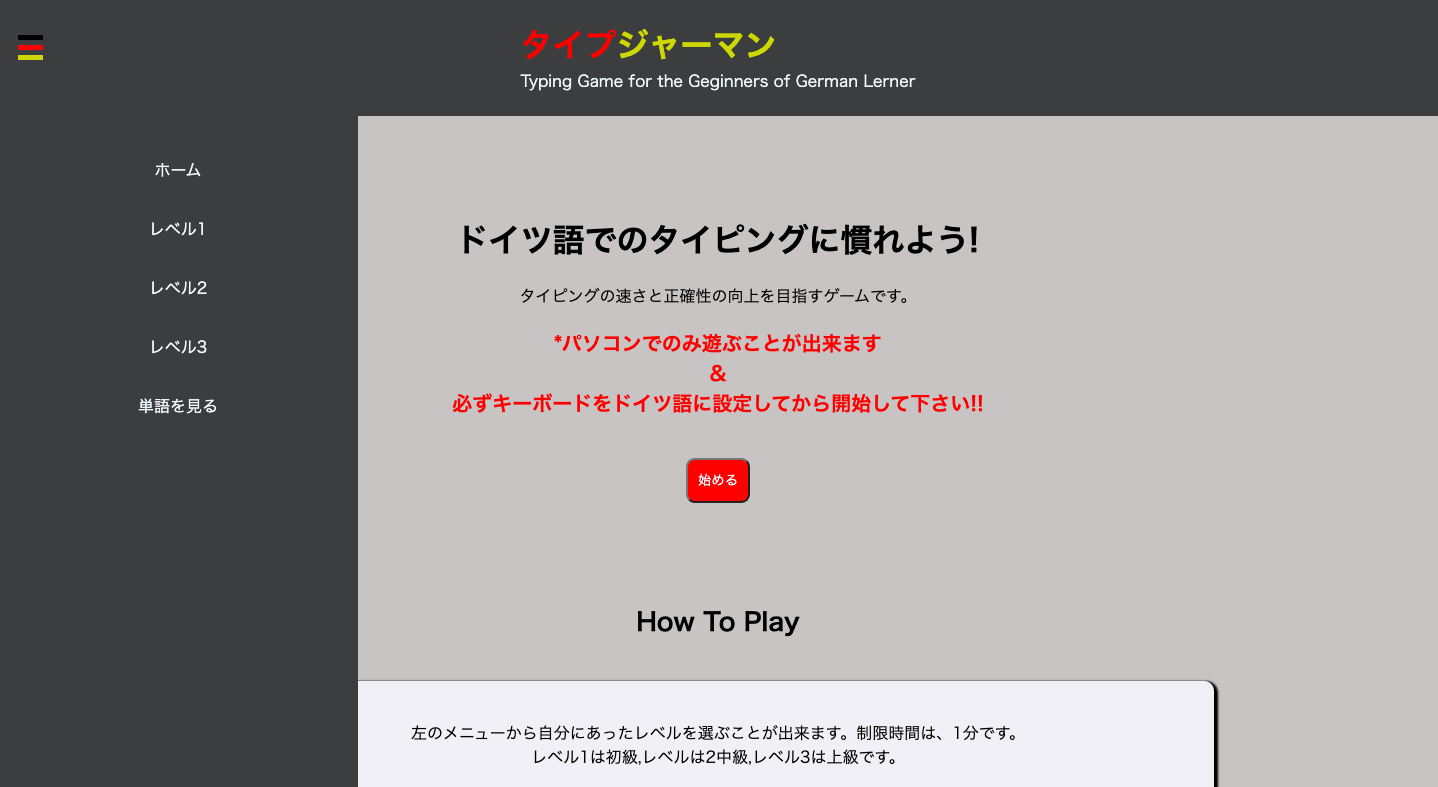 タイプジャーマン
Typing Game for the Geginners of German Lerner
ホーム
レベル1
レベル2
レベル3
単語を見る
ドイツ語でのタイピングに慣れよう!
タイピングの速さと正確性の向上を目指すゲームです。
*パソコンでのみ遊ぶことが出来ます
&
必ずキーボードをドイツ語に設定してから開始して下さい!!
始める
How To Play
左のメニューから自分にあったレベルを選ぶことが出来ます。制限時間は、1分です。
レベル1は初級,レベルは2中級,レベル3は上級です。